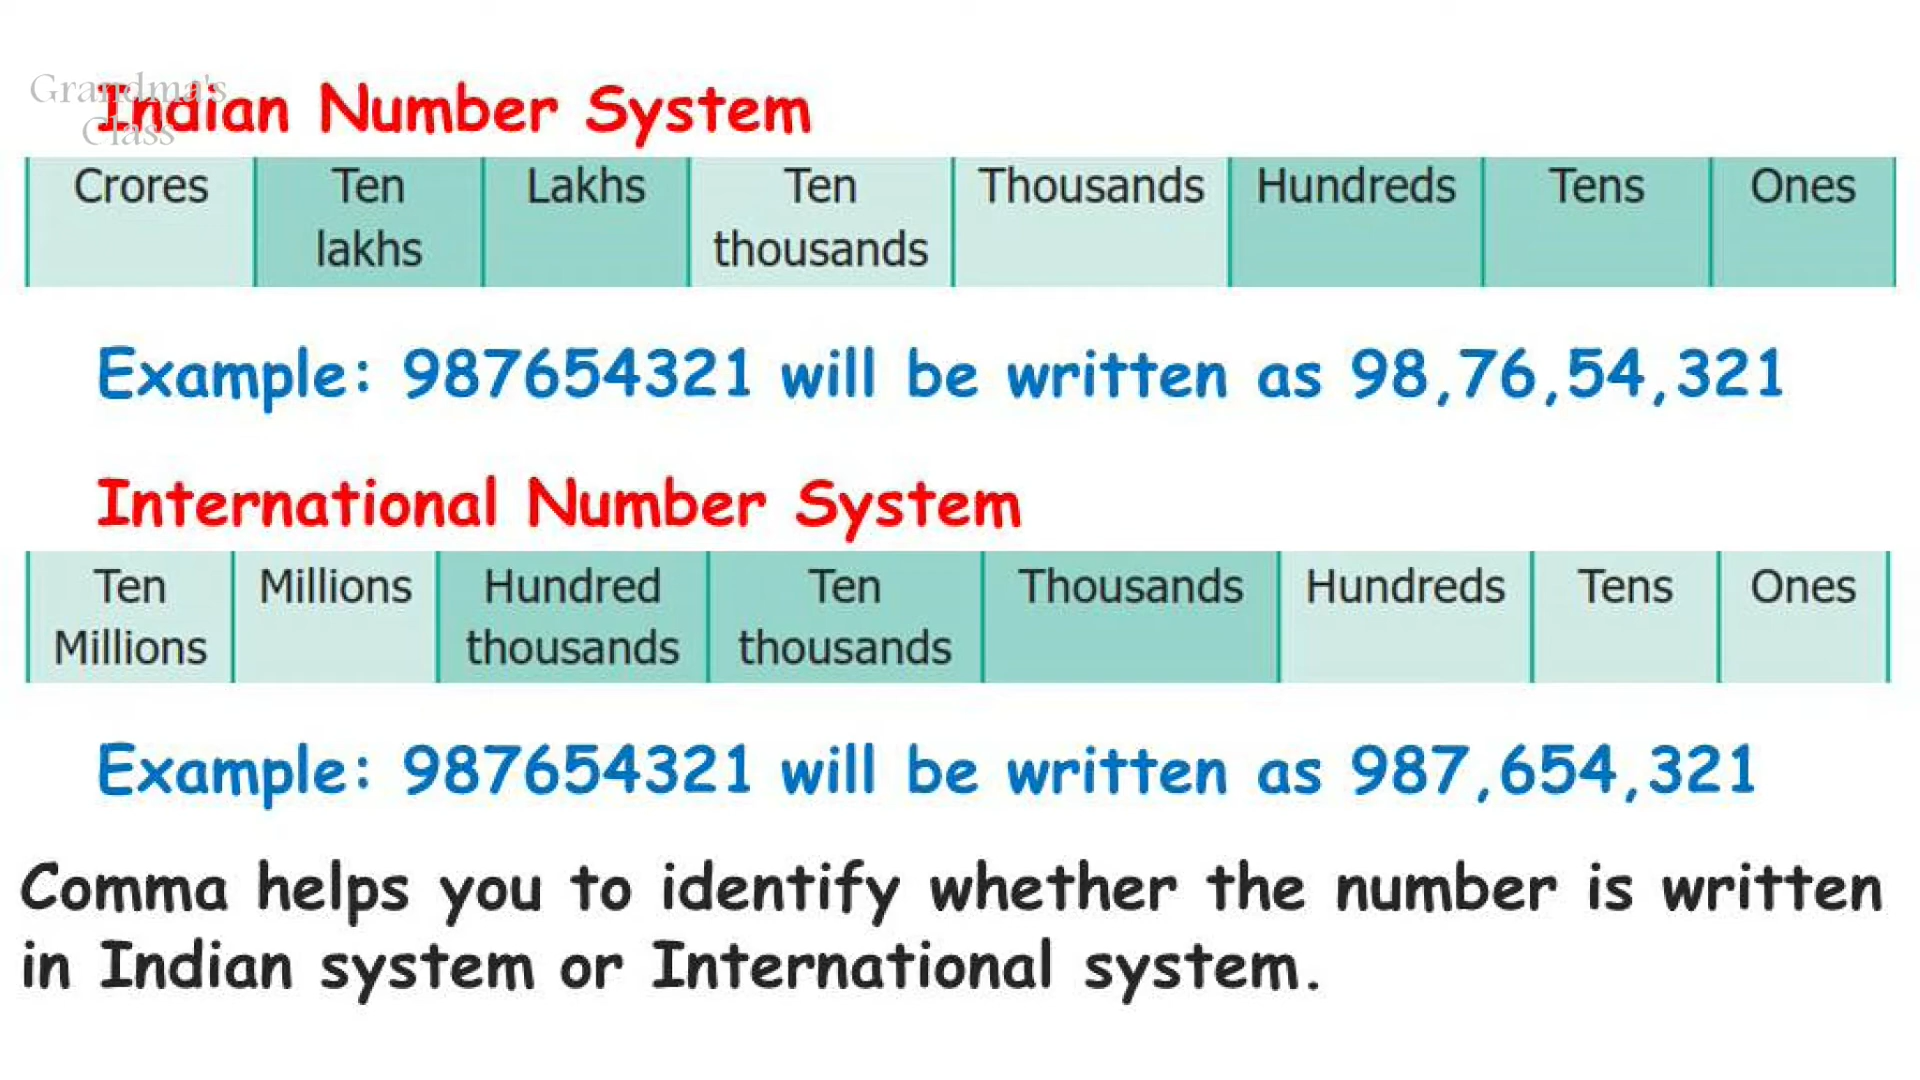 Grandma's
Class
Indian Number System
Crores Ten lakhs Lakhs Ten thousands Thousands Hundreds Tens Ones
Example: 987654321 will be written as 98,76,54,321
International Number System
Ten Millions Millions Hundred thousands Ten thousands Thousands Hundreds Tens Ones
Example: 987654321 will be written as 987,654,321
Comma helps you to identify whether the number is written
in Indian system or International system.